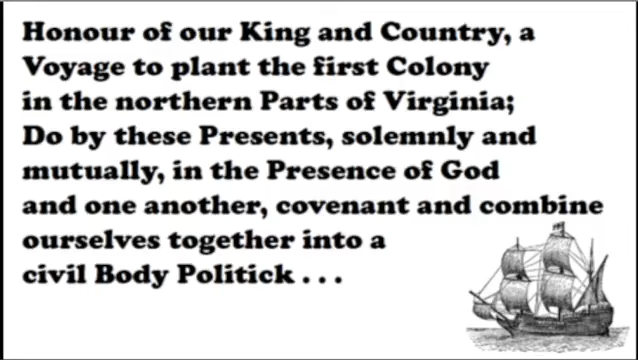 Honour of our King and Country, a
Voyage to plant the first Colony
in the northern Parts of Virginia;
Do by these Presents, solemnly and
mutually, in the Presence of God
and one another, covenant and combine
ourselves together into a
civil Body Politick . . .